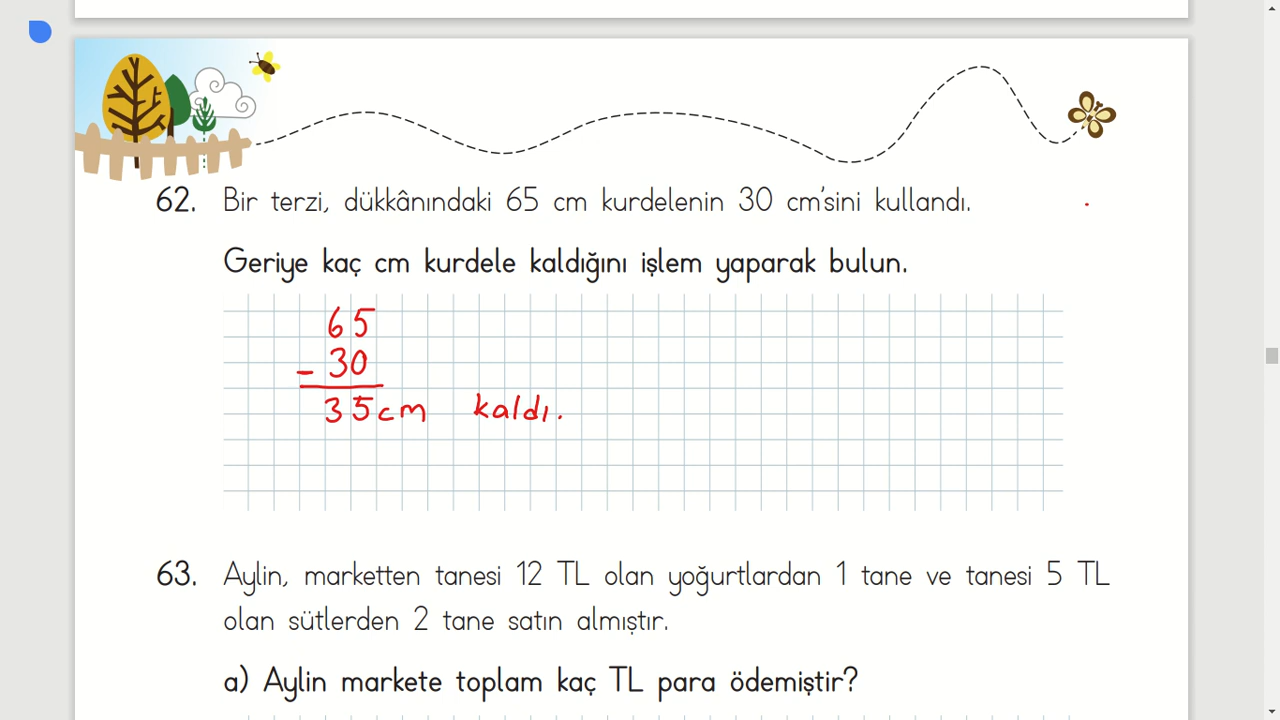 62. Bir terzi, dükkânındaki 65 cm kurdelenin 30 cm'sini kullandı.
Geriye kaç cm kurdele kaldığını işlem yaparak bulun.
65
- 30
35cm kaldı.
63. Aylin, marketten tanesi 12 TL olan yoğurtlardan 1 tane ve tanesi 5 TL
olan sütlerden 2 tane satın almıştır.
a) Aylin markete toplam kaç TL para ödemiştir?